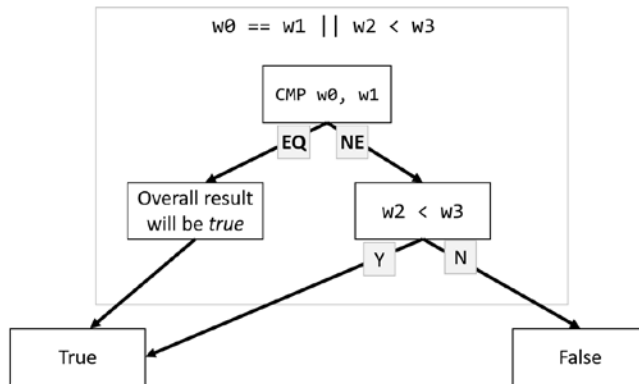 w0 == w1 || w2 < w3
CMP w0, w1
EQ NE
Overall result
will be true
w2 < w3
Y N
True
False